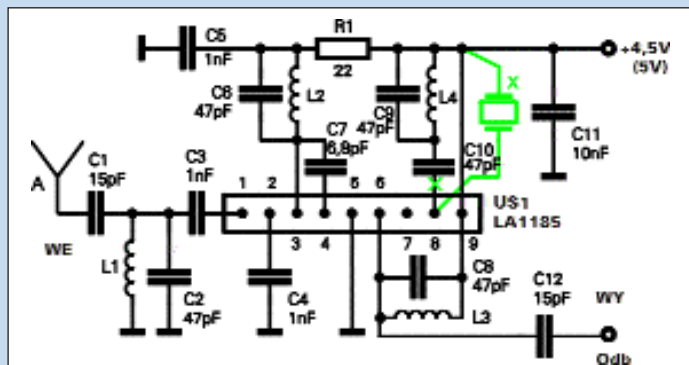 C5
1nF
R1
22
+4,5V
(5V)
C6
47pF
L2
C9
47pF
L4
X
C7
6,8pF
C10
47pF
X
C11
10nF
A
C1
15pF
C3
1nF
1
2
5
6
US1
LA1185
WE
3
4
7
8
9
L1
C2
47pF
C4
1nF
C8
47pF
L3
C12
15pF
WY
Odb